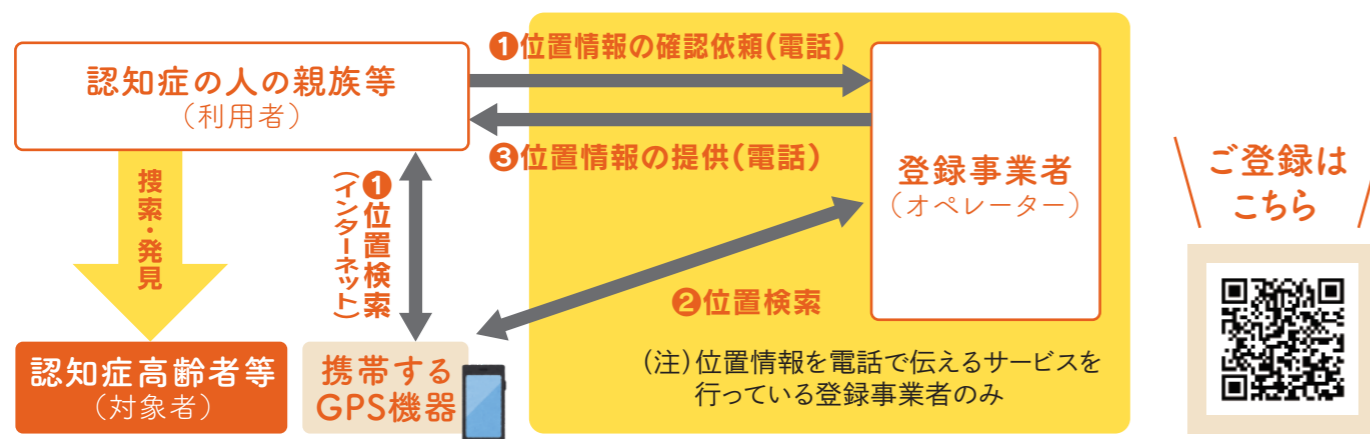 ❶位置情報の確認依頼(電話)
認知症の人の親族等
(利用者)
❸位置情報の提供(電話)
登録事業者
(オペレーター)
ご登録は
こちら
捜索・発見
❶位置検索
(インターネット)
❷位置検索
認知症高齢者等
(対象者)
携帯する
GPS機器
(注)位置情報を電話で伝えるサービスを
行っている登録事業者のみ